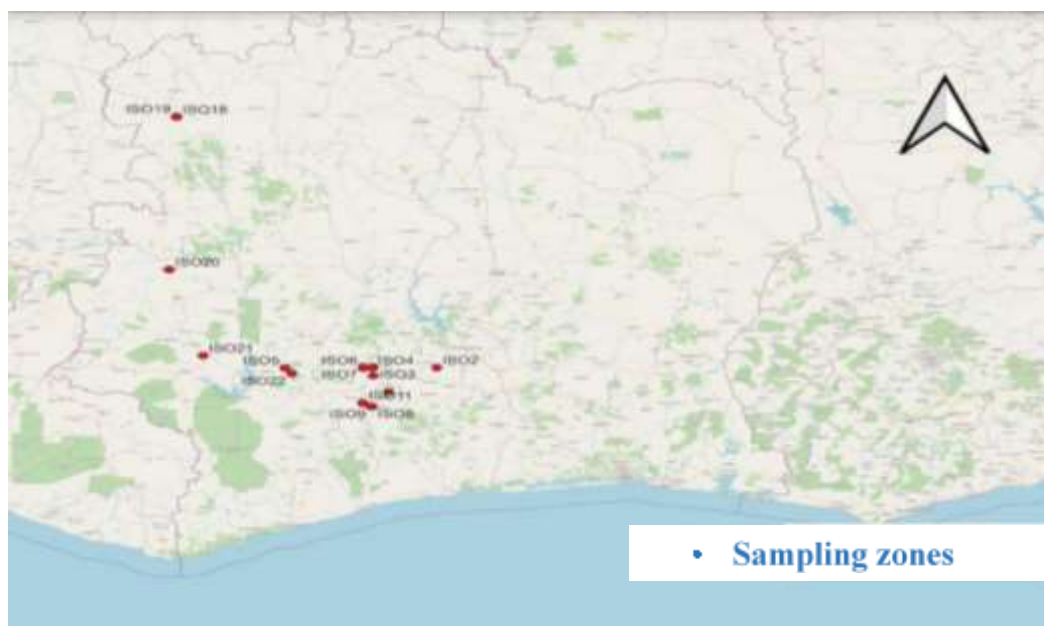 ISO19 ISO18
ISO20
ISO21
ISO5
ISO22
ISO6 ISO4
ISO7 ISO3
ISO2
ISO11
ISO9 ISO8
• Sampling zones